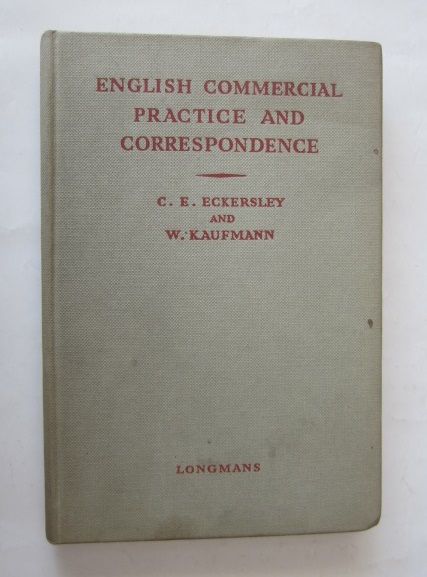 ENGLISH COMMERCIAL
PRACTICE AND
CORRESPONDENCE
C. E. ECKERSLEY
AND
W. KAUFMANN
LONGMANS